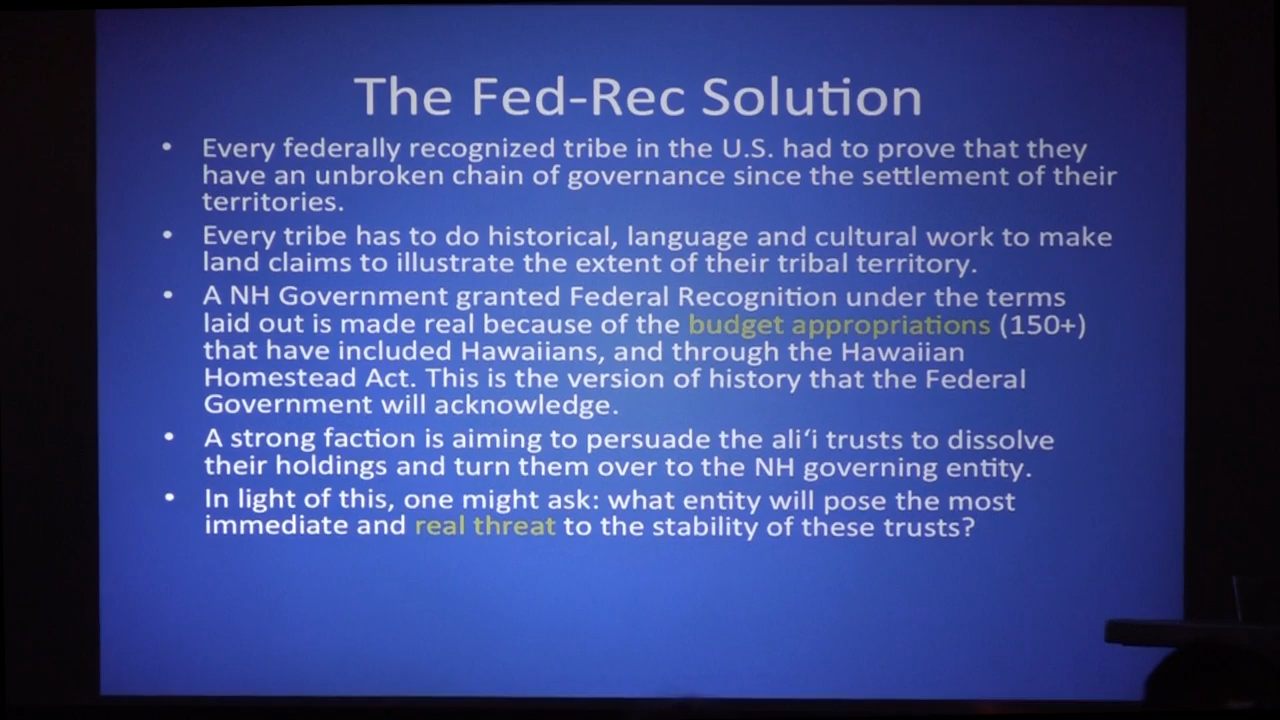 The Fed-Rec Solution
• Every federally recognized tribe in the U.S. had to prove that they
have an unbroken chain of governance since the settlement of their
territories.
• Every tribe has to do historical, language and cultural work to make
land claims to illustrate the extent of their tribal territory.
• A NH Government granted Federal Recognition under the terms
laid out is made real because of the budget appropriations (150+)
that have included Hawaiians, and through the Hawaiian
Homestead Act. This is the version of history that the Federal
Government will acknowledge.
• A strong faction is aiming to persuade the aliʻi trusts to dissolve
their holdings and turn them over to the NH governing entity.
• In light of this, one might ask: what entity will pose the most
immediate and real threat to the stability of these trusts?